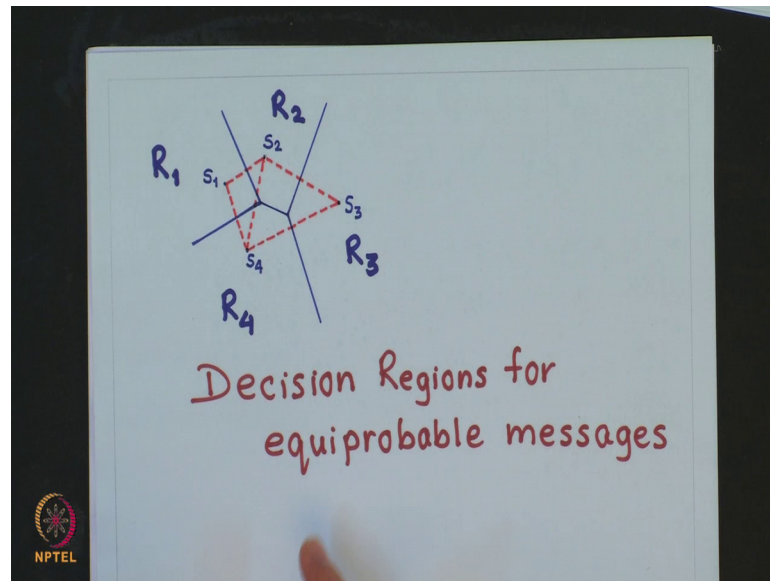 R2
S2
R1
S1
S3
R3
S4
R4
Decision Regions for
equiprobable messages
NPTEL